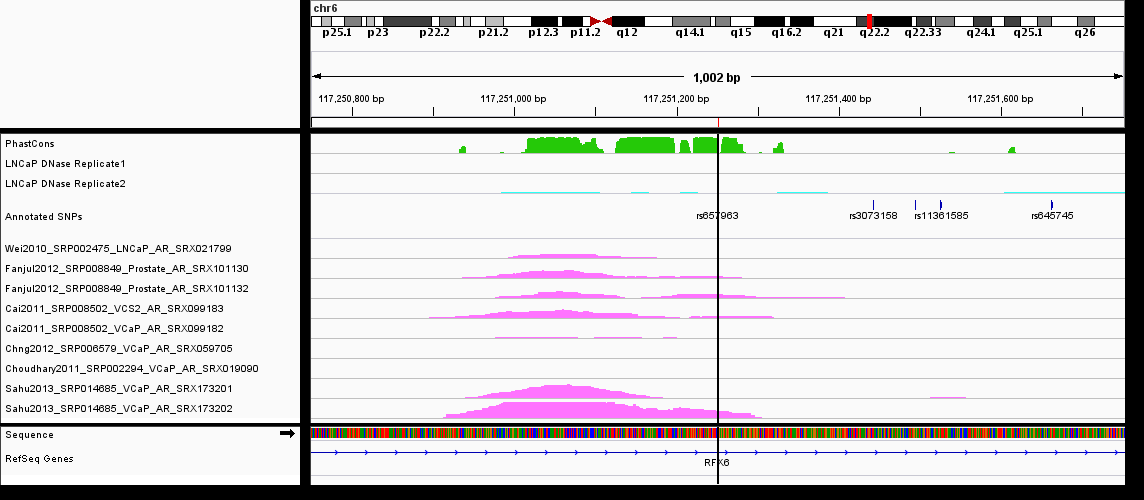 chr6
p25.1 p23 p22.2 p21.2 p12.3 p11.2 q12 q14.1 q15 q16.2 q21 q22.2 q22.33 q24.1 q25.1 q26
1,002 bp
117,250,800 bp 117,251,000 bp 117,251,200 bp 117,251,400 bp 117,251,600 bp
PhastCons
LNCaP DNase Replicate1
LNCaP DNase Replicate2
Annotated SNPs
rs657963 rs3073158 rs11361585 rs645745
Wei2010_SRP002475_LNCaP_AR_SRX021799
Fanjul2012_SRP008849_Prostate_AR_SRX101130
Fanjul2012_SRP008849_Prostate_AR_SRX101132
Cai2011_SRP008502_VCS2_AR_SRX099183
Cai2011_SRP008502_VCaP_AR_SRX099182
Chng2012_SRP006579_VCaP_AR_SRX059705
Choudhary2011_SRP002294_VCaP_AR_SRX019090
Sahu2013_SRP014685_VCaP_AR_SRX173201
Sahu2013_SRP014685_VCaP_AR_SRX173202
Sequence
RefSeq Genes
RFX6